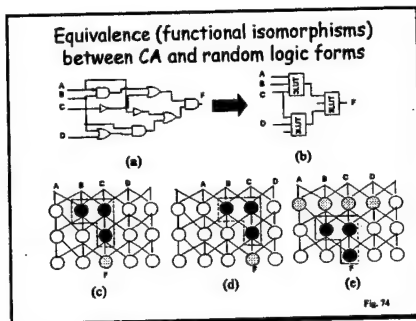 Equivalence (functional isomorphisms)
between CA and random logic forms
A
B
C
D
F
A
B
C
D
3LUT
3LUT
3LUT
F
(a)
(b)
A B C D
A B C D
A B C D
F
F
F
(c)
(d)
(e)
Fig. 74